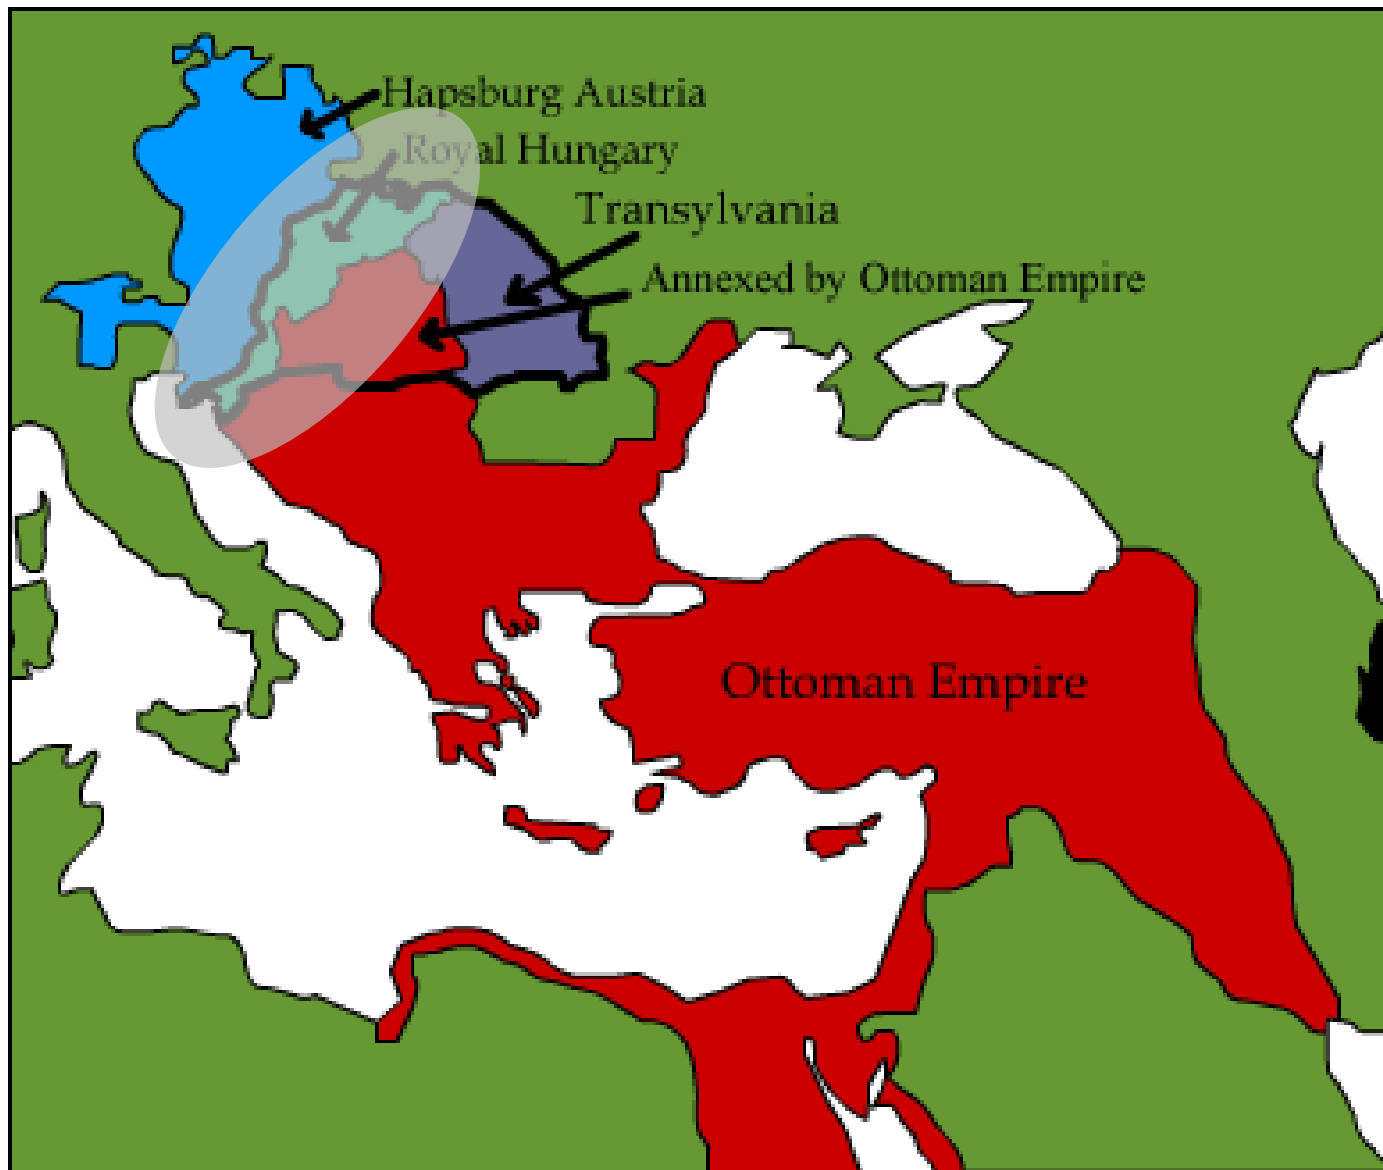 Hapsburg Austria
Royal Hungary
Transylvania
Annexed by Ottoman Empire
Ottoman Empire